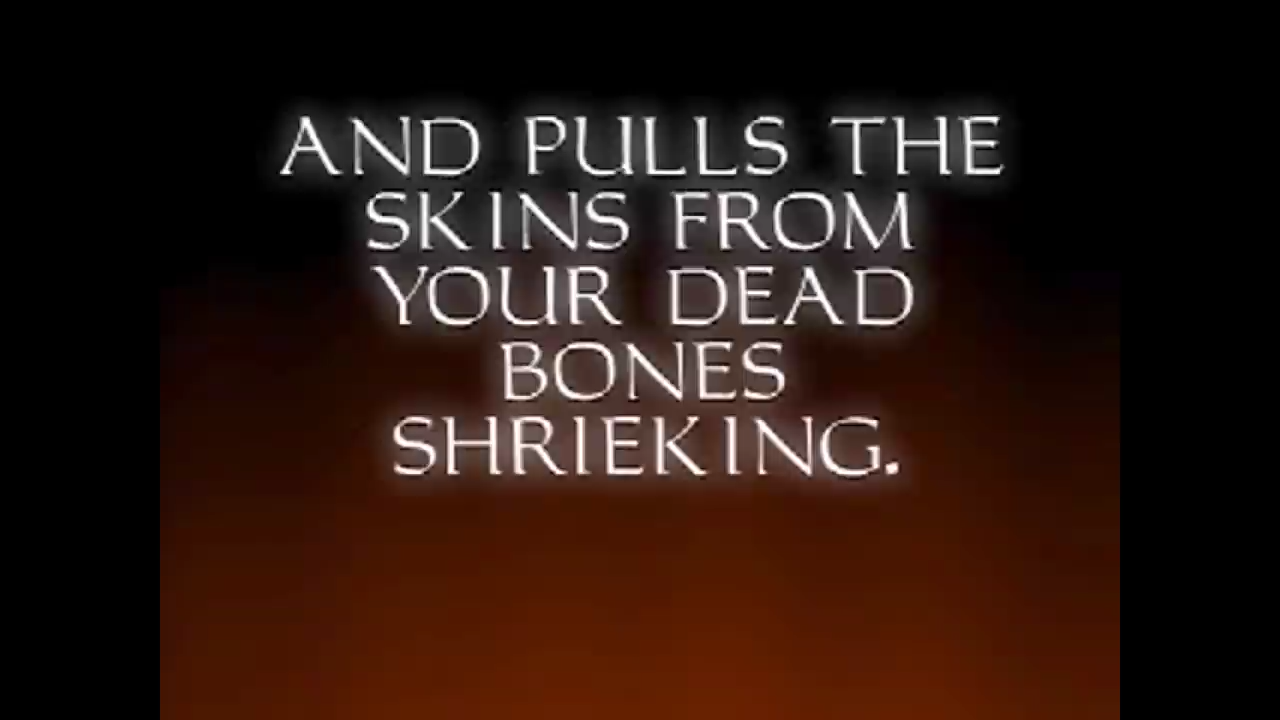 AND PULLS THE
SKINS FROM
YOUR DEAD
BONES
SHRIEKING.